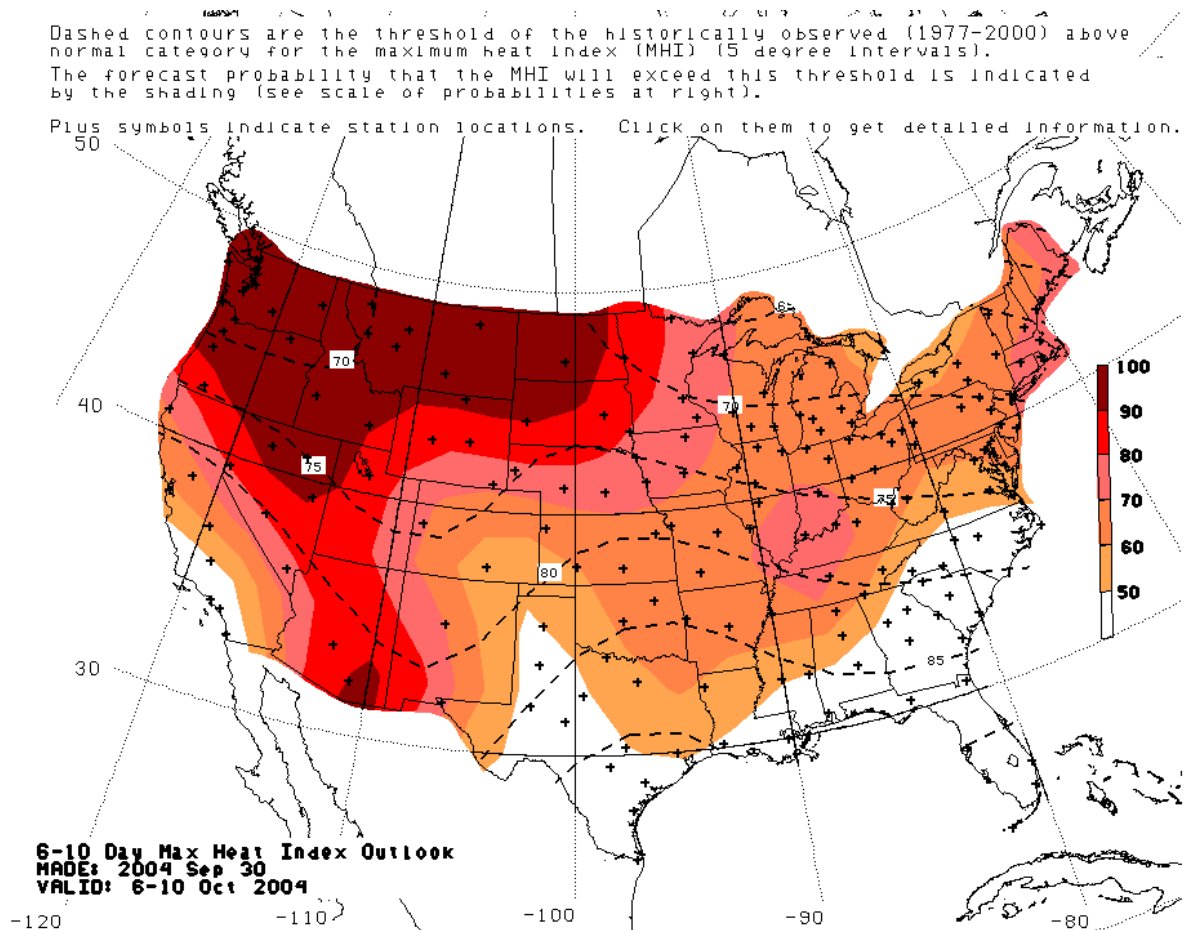 Dashed contours are the threshold of the historically observed (1977-2000) above
normal category for the maximum heat index (MHI) (5 degree intervals).
The forecast probability that the MHI will exceed this threshold is indicated
by the shading (see scale of probabilities at right).
Plus symbols indicate station locations. Click on them to get detailed information.
50
70
40
70
100
90
80
70
60
50
75
75
80
85
30
6-10 Day Max Heat Index Outlook
MADE: 2004 Sep 30
VALID: 6-10 Oct 2004
-120
-110
-100
-90
-80